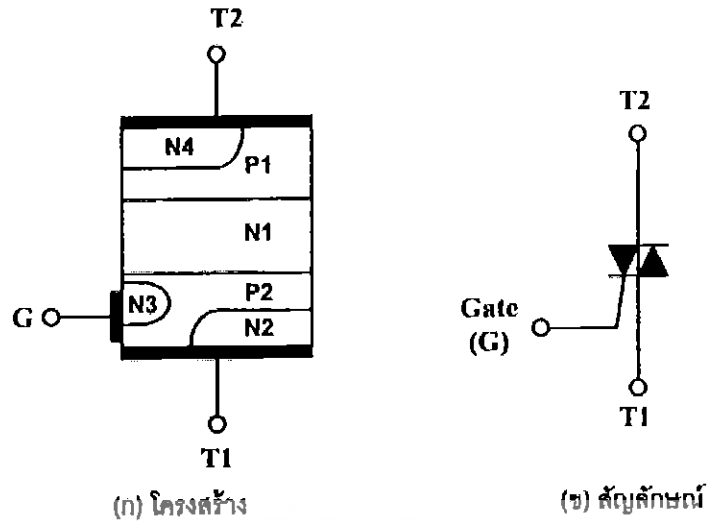 T2
N4
P1
N1
N3
P2
G
N2
T1
(ก) โครงสร้าง
T2
Gate
(G)
T1
(ข) สัญลักษณ์